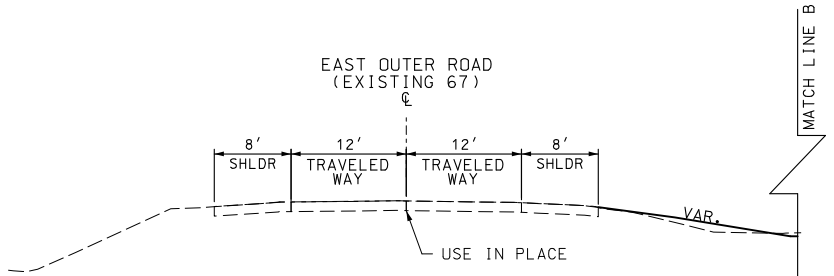 EAST OUTER ROAD
(EXISTING 67)
℄
8' 12' 12' 8'
SHLDR TRAVELED WAY TRAVELED WAY SHLDR
VAR.
USE IN PLACE
MATCH LINE B